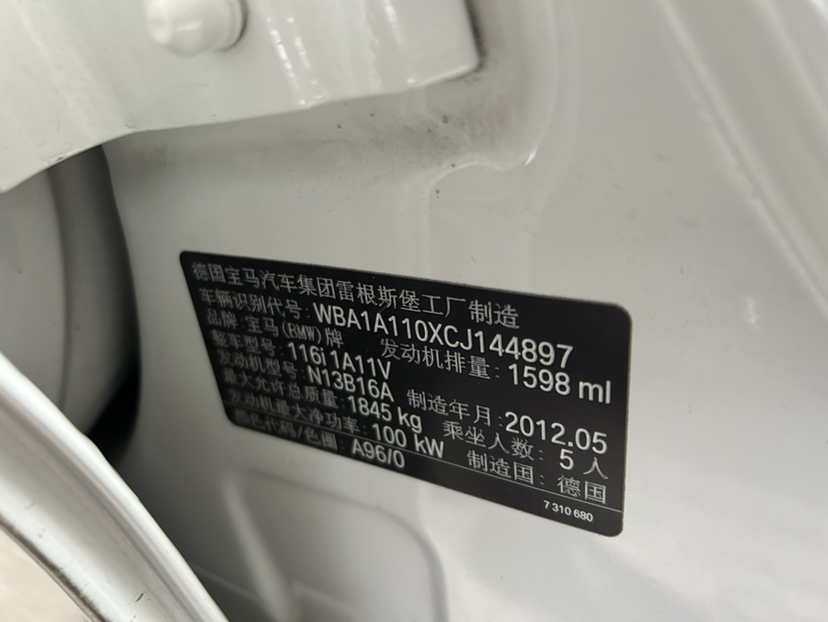 德国宝马汽车集团雷根斯堡工厂制造
车辆识别代号: WBA1A110XCJ144897
品牌: 宝马(BMW)牌 发动机排量: 1598 ml
整车型号: 116i 1A11V
发动机型号: N13B16A 制造年月: 2012.05
最大允许总质量: 1845 kg 乘坐人数: 5 人
发动机最大净功率: 100 kW 制造国: 德国
颜色代码/色圈: A96/0
7 310 680